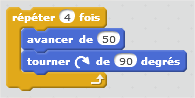 répéter 4 fois
avancer de 50
tourner de 90 degrés